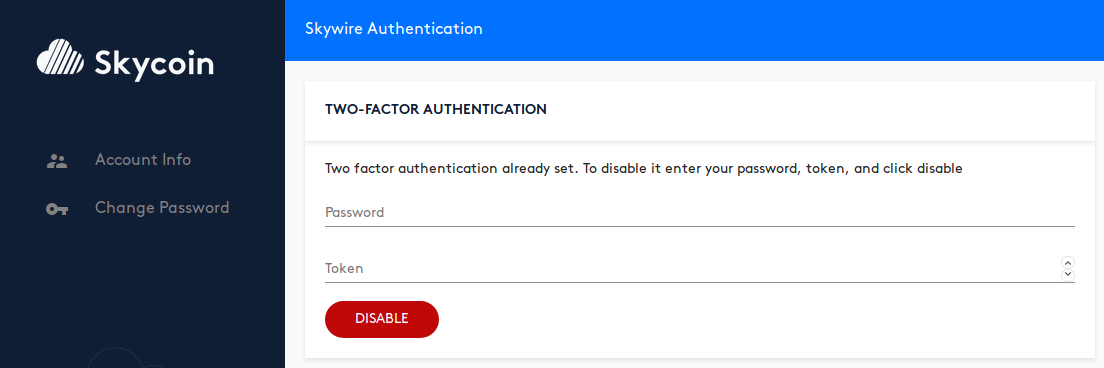 Skycoin
Account Info
Change Password
Skywire Authentication
TWO-FACTOR AUTHENTICATION
Two factor authentication already set. To disable it enter your password, token, and click disable
Password
Token
DISABLE